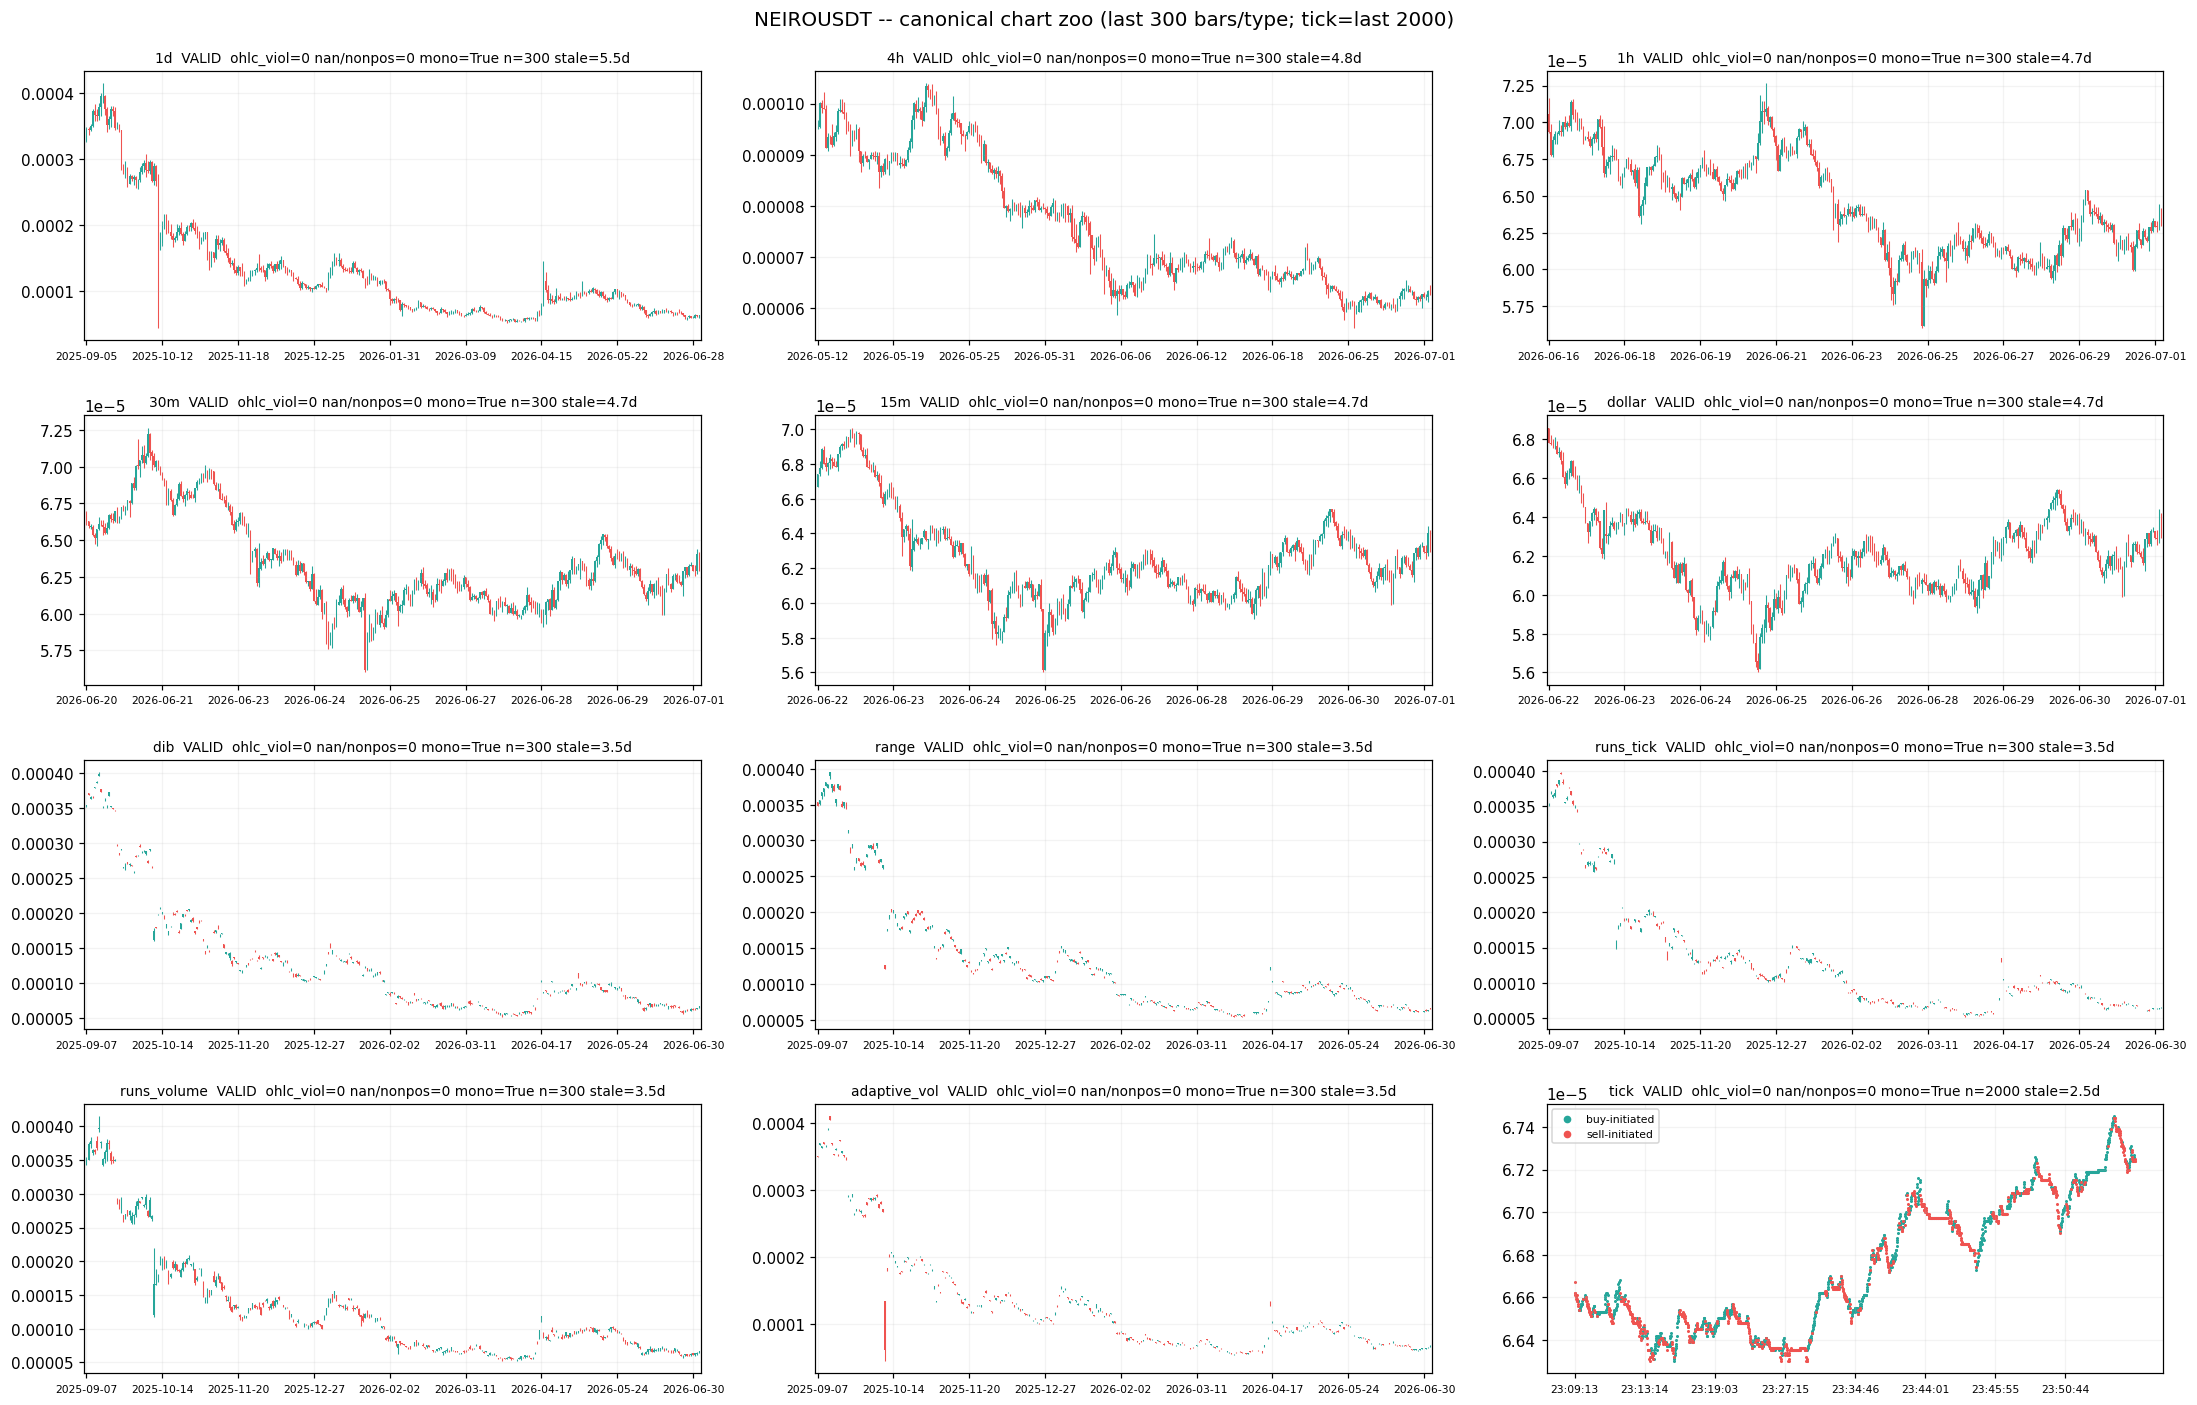 NEIROUSDT -- canonical chart zoo (last 300 bars/type; tick=last 2000)
1d  VALID  ohlc_viol=0 nan/nonpos=0 mono=True n=300 stale=5.5d
0.0004
0.0003
0.0002
0.0001
2025-09-05 2025-10-12 2025-11-18 2025-12-25 2026-01-31 2026-03-09 2026-04-15 2026-05-22 2026-06-28
4h  VALID  ohlc_viol=0 nan/nonpos=0 mono=True n=300 stale=4.8d
0.00010
0.00009
0.00008
0.00007
0.00006
2026-05-12 2026-05-19 2026-05-25 2026-05-31 2026-06-06 2026-06-12 2026-06-18 2026-06-25 2026-07-01
1e−5
1h  VALID  ohlc_viol=0 nan/nonpos=0 mono=True n=300 stale=4.7d
7.25
7.00
6.75
6.50
6.25
6.00
5.75
2026-06-16 2026-06-18 2026-06-19 2026-06-21 2026-06-23 2026-06-25 2026-06-27 2026-06-29 2026-07-01
1e−5
30m  VALID  ohlc_viol=0 nan/nonpos=0 mono=True n=300 stale=4.7d
7.25
7.00
6.75
6.50
6.25
6.00
5.75
2026-06-20 2026-06-21 2026-06-23 2026-06-24 2026-06-25 2026-06-27 2026-06-28 2026-06-29 2026-07-01
1e−5
15m  VALID  ohlc_viol=0 nan/nonpos=0 mono=True n=300 stale=4.7d
7.0
6.8
6.6
6.4
6.2
6.0
5.8
5.6
2026-06-22 2026-06-23 2026-06-24 2026-06-25 2026-06-26 2026-06-28 2026-06-29 2026-06-30 2026-07-01
1e−5
dollar  VALID  ohlc_viol=0 nan/nonpos=0 mono=True n=300 stale=4.7d
6.8
6.6
6.4
6.2
6.0
5.8
5.6
2026-06-22 2026-06-23 2026-06-24 2026-06-25 2026-06-26 2026-06-28 2026-06-29 2026-06-30 2026-07-01
dib  VALID  ohlc_viol=0 nan/nonpos=0 mono=True n=300 stale=3.5d
0.00040
0.00035
0.00030
0.00025
0.00020
0.00015
0.00010
0.00005
2025-09-07 2025-10-14 2025-11-20 2025-12-27 2026-02-02 2026-03-11 2026-04-17 2026-05-24 2026-06-30
range  VALID  ohlc_viol=0 nan/nonpos=0 mono=True n=300 stale=3.5d
0.00040
0.00035
0.00030
0.00025
0.00020
0.00015
0.00010
0.00005
2025-09-07 2025-10-14 2025-11-20 2025-12-27 2026-02-02 2026-03-11 2026-04-17 2026-05-24 2026-06-30
runs_tick  VALID  ohlc_viol=0 nan/nonpos=0 mono=True n=300 stale=3.5d
0.00040
0.00035
0.00030
0.00025
0.00020
0.00015
0.00010
0.00005
2025-09-07 2025-10-14 2025-11-20 2025-12-27 2026-02-02 2026-03-11 2026-04-17 2026-05-24 2026-06-30
runs_volume  VALID  ohlc_viol=0 nan/nonpos=0 mono=True n=300 stale=3.5d
0.00040
0.00035
0.00030
0.00025
0.00020
0.00015
0.00010
0.00005
2025-09-07 2025-10-14 2025-11-20 2025-12-27 2026-02-02 2026-03-11 2026-04-17 2026-05-24 2026-06-30
adaptive_vol  VALID  ohlc_viol=0 nan/nonpos=0 mono=True n=300 stale=3.5d
0.0004
0.0003
0.0002
0.0001
2025-09-07 2025-10-14 2025-11-20 2025-12-27 2026-02-02 2026-03-11 2026-04-17 2026-05-24 2026-06-30
1e−5
tick  VALID  ohlc_viol=0 nan/nonpos=0 mono=True n=2000 stale=2.5d
buy-initiated
sell-initiated
6.74
6.72
6.70
6.68
6.66
6.64
23:09:13 23:13:14 23:19:03 23:27:15 23:34:46 23:44:01 23:45:55 23:50:44